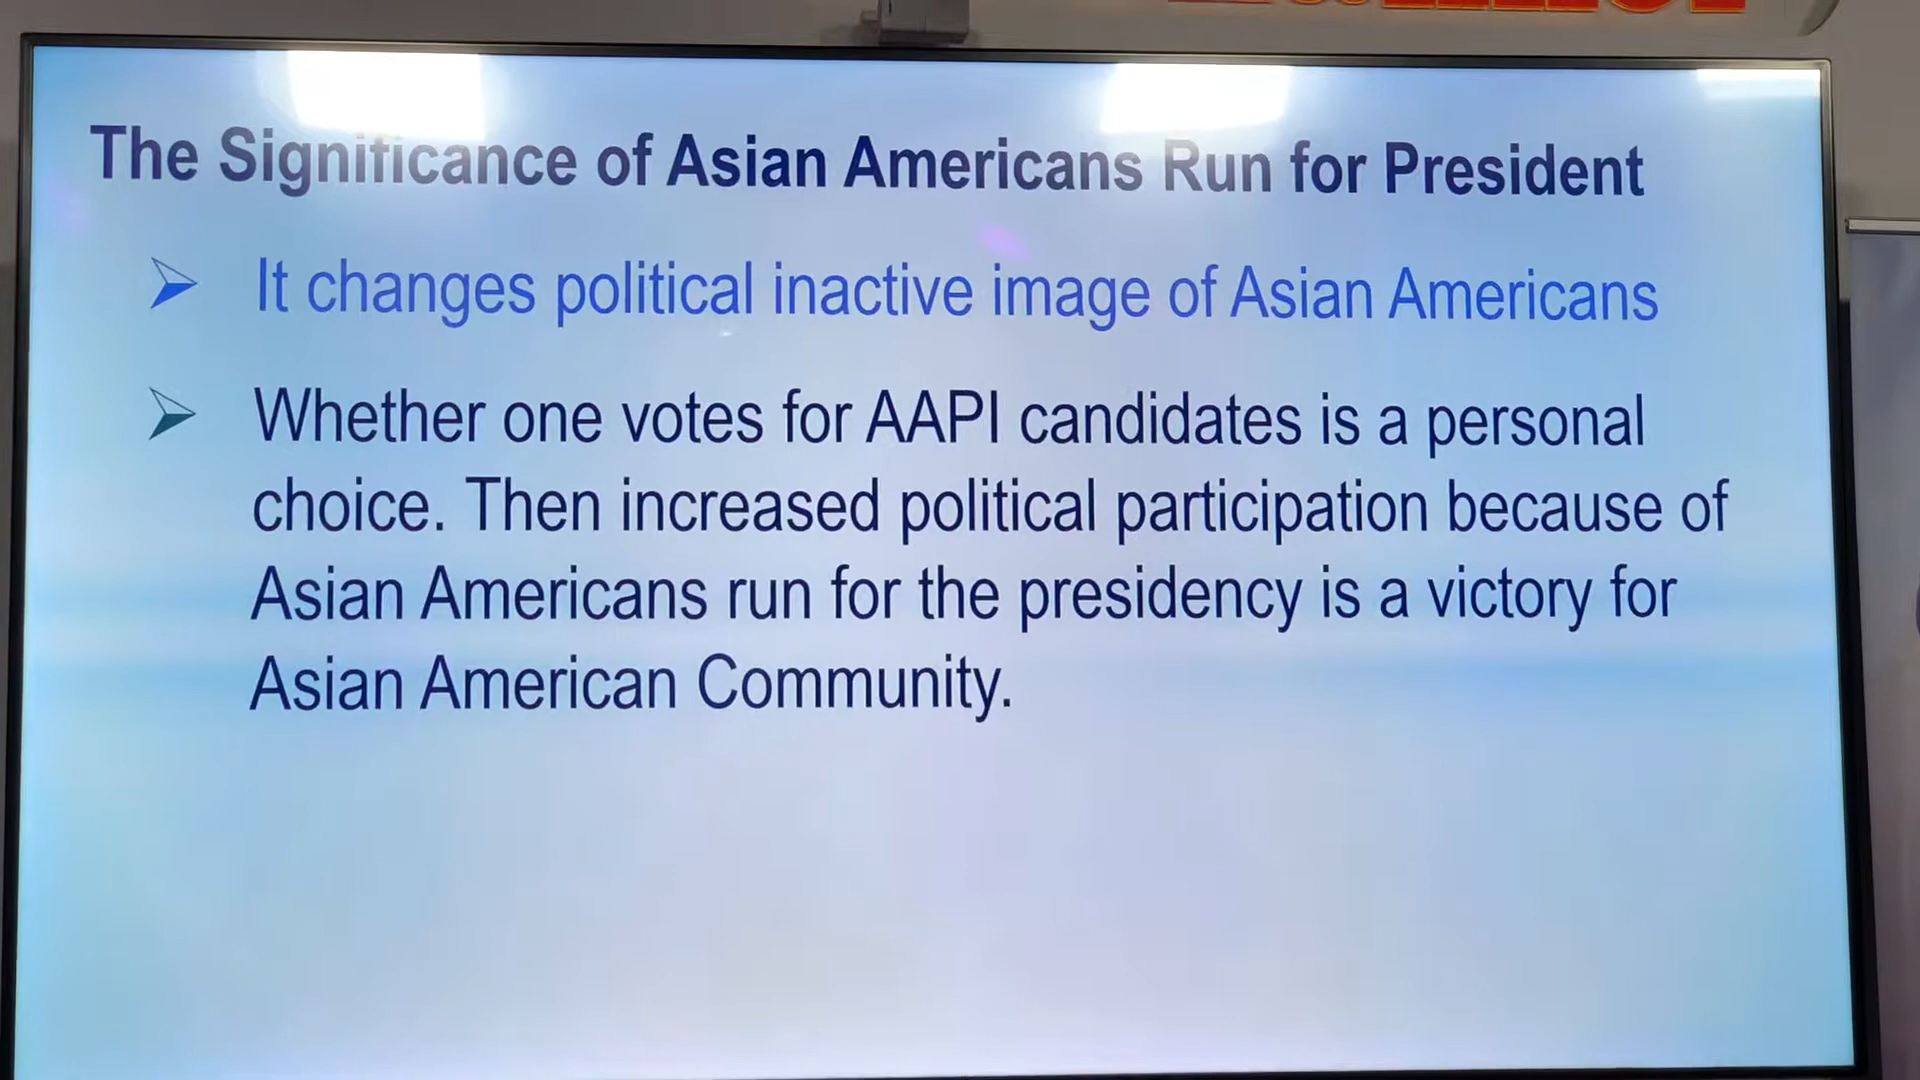 The Significance of Asian Americans Run for President
It changes political inactive image of Asian Americans
Whether one votes for AAPI candidates is a personal
choice. Then increased political participation because of
Asian Americans run for the presidency is a victory for
Asian American Community.